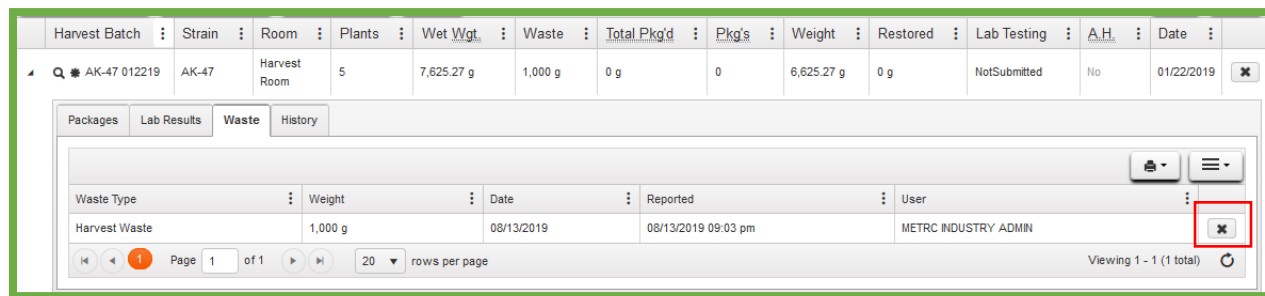 Harvest Batch Strain Room Plants Wet Wgt. Waste Total Pkg'd Pkg's Weight Restored Lab Testing A.H. Date
AK-47 012219 AK-47 Harvest Room 5 7,625.27 g 1,000 g 0 g 0 6,625.27 g 0 g NotSubmitted No 01/22/2019
Packages Lab Results Waste History
Waste Type Weight Date Reported User
Harvest Waste 1,000 g 08/13/2019 08/13/2019 09:03 pm METRC INDUSTRY ADMIN
1 Page 1 of 1 20 rows per page Viewing 1 - 1 (1 total)